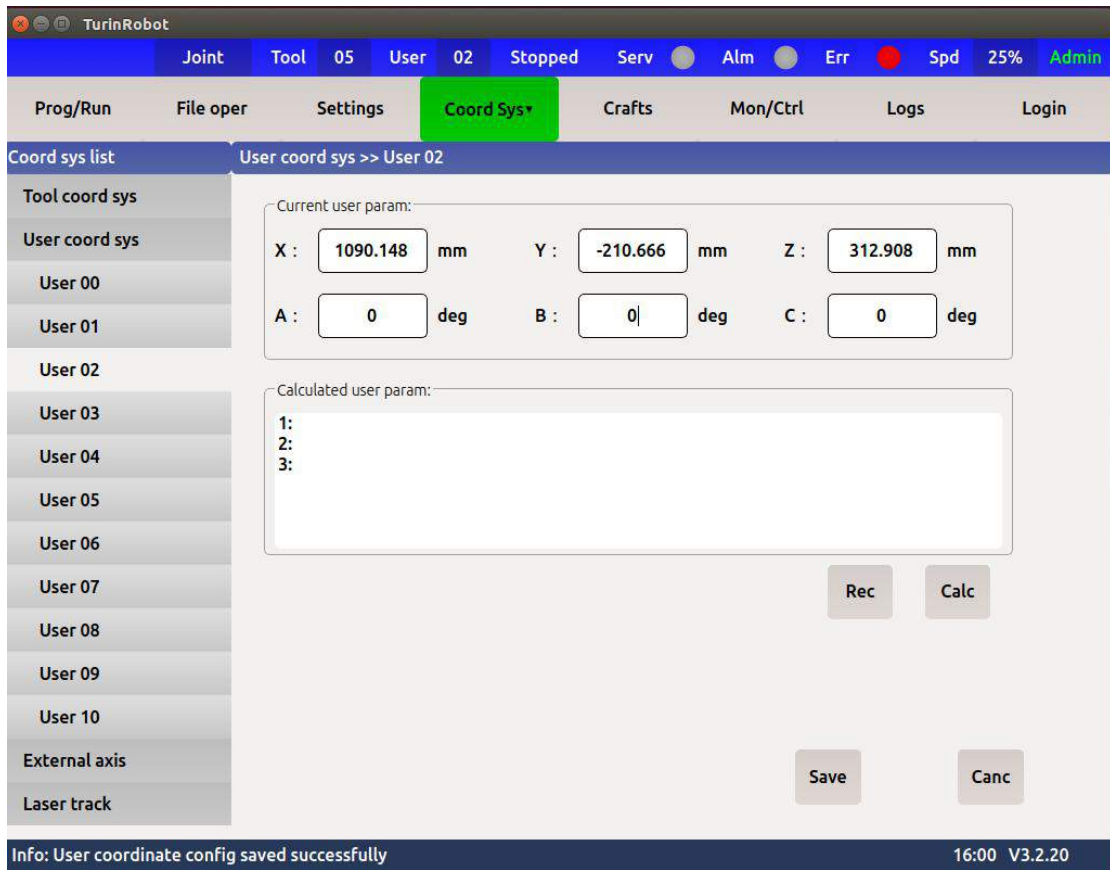 TurinRobot
Joint Tool 05 User 02 Stopped Serv Alm Err Spd 25% Admin
Prog/Run File oper Settings Coord Sys▾ Crafts Mon/Ctrl Logs Login
Coord sys list User coord sys >> User 02
Tool coord sys
User coord sys
User 00
User 01
User 02
User 03
User 04
User 05
User 06
User 07
User 08
User 09
User 10
External axis
Laser track
Current user param:
X : 1090.148 mm Y : -210.666 mm Z : 312.908 mm
A : 0 deg B : 0 deg C : 0 deg
Calculated user param:
1:
2:
3:
Rec Calc
Save Canc
Info: User coordinate config saved successfully 16:00 V3.2.20